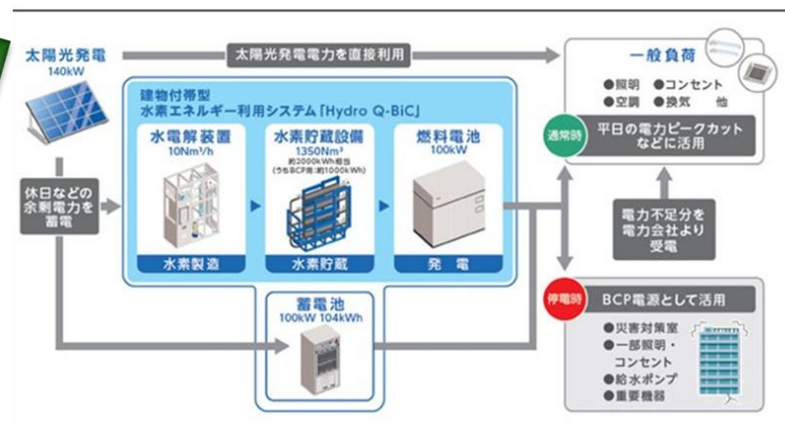 太陽光発電
140kW
太陽光発電電力を直接利用
一般負荷
●照明 ●コンセント
●空調 ●換気 他
通常時
平日の電力ピークカット
などに活用
建物付帯型
水素エネルギー利用システム「Hydro Q-BiC」
水電解装置
10Nm³/h
水素製造
水素貯蔵設備
1350Nm³
約2000kWh相当
(うちBCP用:約1000kWh)
水素貯蔵
燃料電池
100kW
発電
休日などの
余剰電力を
蓄電
電力不足分を
電力会社より
受電
蓄電池
100kW 104kWh
停電時
BCP電源として活用
●災害対策室
●一部照明・
コンセント
●給水ポンプ
●重要機器